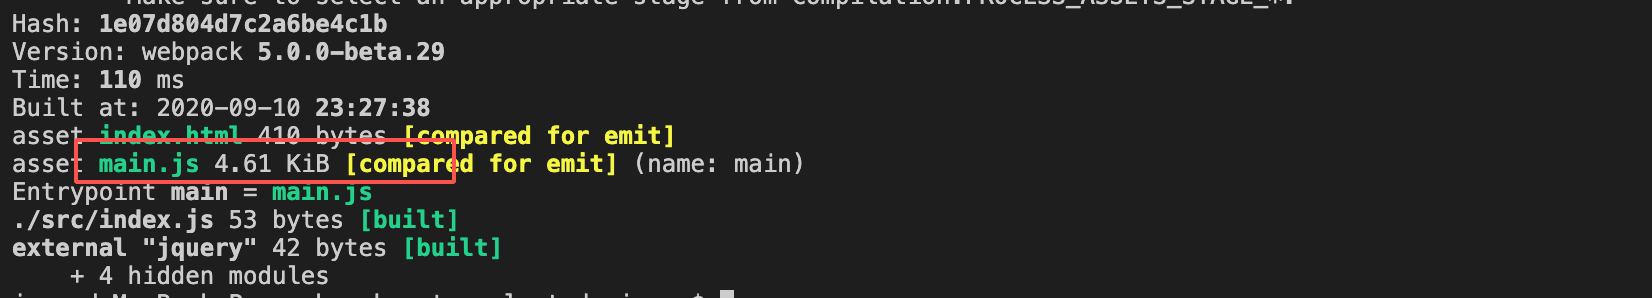 Make sure to select an appropriate stage from Compilation.PROCESS_ASSETS_STAGE_*.
Hash: 1e07d804d7c2a6be4c1b
Version: webpack 5.0.0-beta.29
Time: 110 ms
Built at: 2020-09-10 23:27:38
asset index.html 410 bytes [compared for emit]
asset main.js 4.61 KiB [compared for emit] (name: main)
Entrypoint main = main.js
./src/index.js 53 bytes [built]
external "jquery" 42 bytes [built]
+ 4 hidden modules